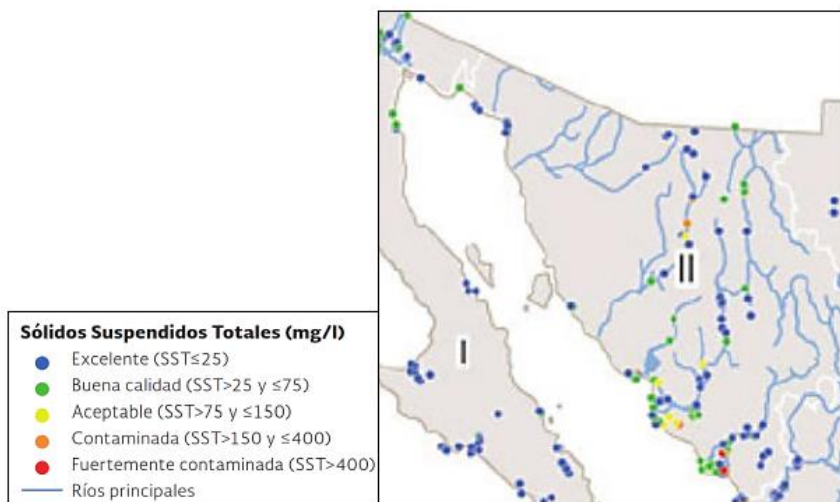 Sólidos Suspendidos Totales (mg/l)
Excelente (SST≤25)
Buena calidad (SST>25 y ≤75)
Aceptable (SST>75 y ≤150)
Contaminada (SST>150 y ≤400)
Fuertemente contaminada (SST>400)
Ríos principales
I
II